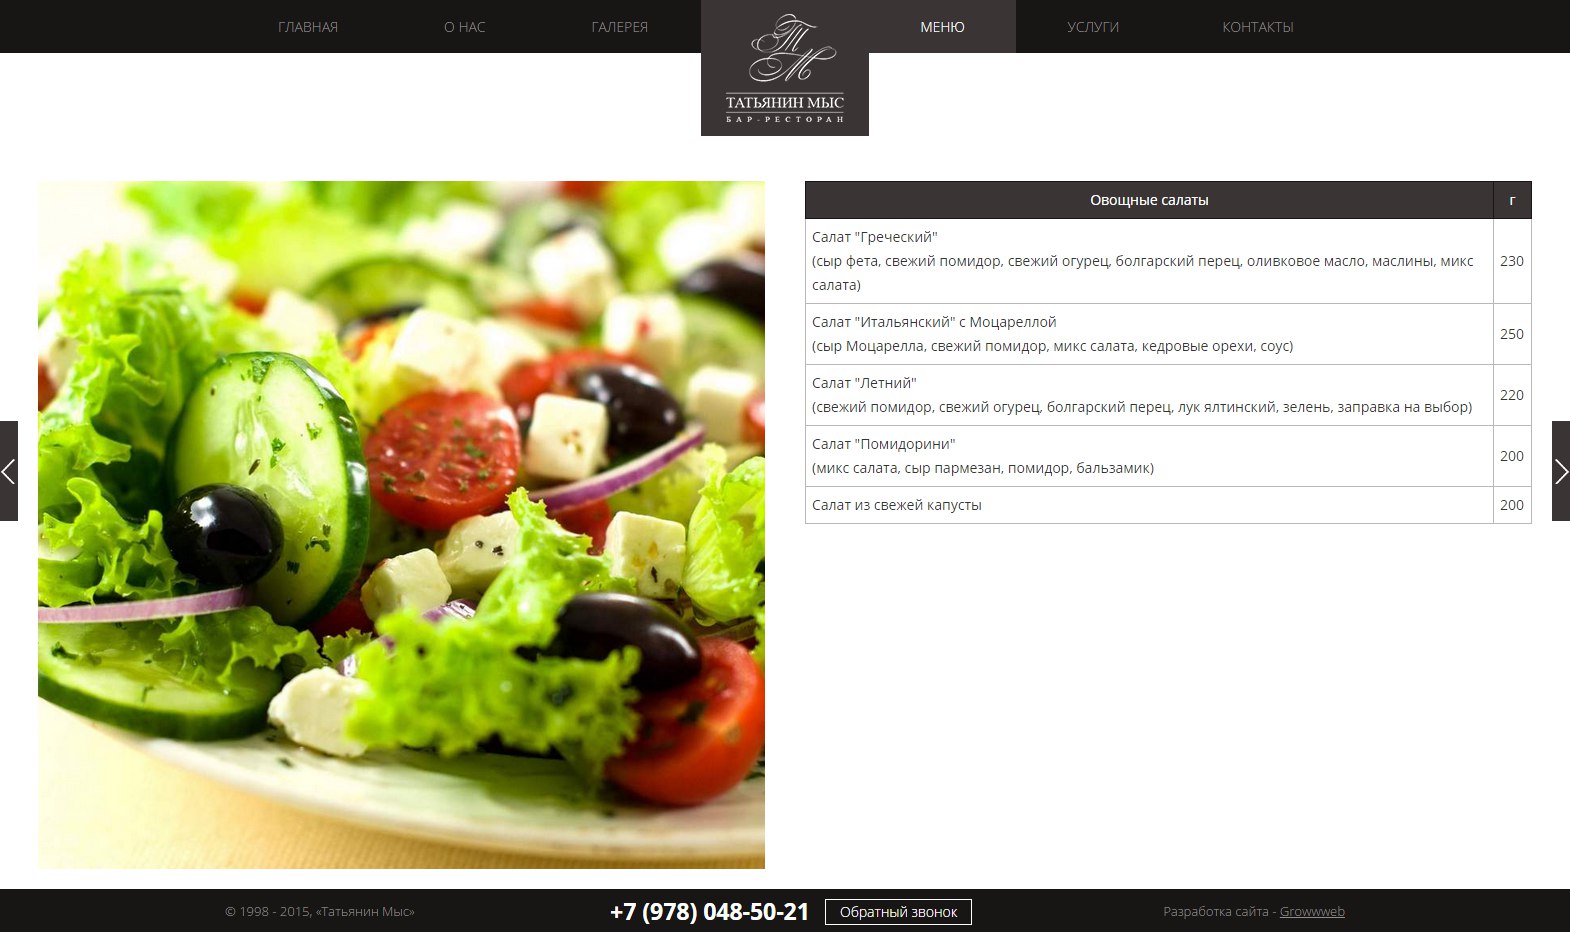 ГЛАВНАЯ
О НАС
ГАЛЕРЕЯ
ТМ
ТАТЬЯНИН МЫС
БАР-РЕСТОРАН
МЕНЮ
УСЛУГИ
КОНТАКТЫ
Овощные салаты г
Салат "Греческий"
(сыр фета, свежий помидор, свежий огурец, болгарский перец, оливковое масло, маслины, микс
салата)
230
Салат "Итальянский" с Моцареллой
(сыр Моцарелла, свежий помидор, микс салата, кедровые орехи, соус)
250
Салат "Летний"
(свежий помидор, свежий огурец, болгарский перец, лук ялтинский, зелень, заправка на выбор)
220
Салат "Помидорини"
(микс салата, сыр пармезан, помидор, бальзамик)
200
Салат из свежей капусты 200
© 1998 - 2015, «Татьянин Мыс»
+7 (978) 048-50-21
Обратный звонок
Разработка сайта - Growwweb